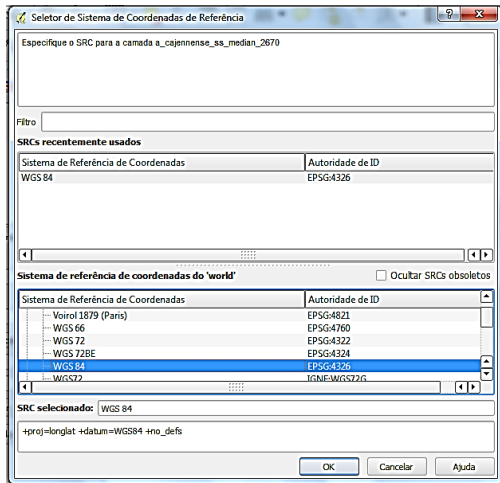 Seletor de Sistema de Coordenadas de Referência
Especifique o SRC para a camada a_cajennense_ss_median_2670
Filtro
SRCs recentemente usados
Sistema de Referência de Coordenadas Autoridade de ID
WGS 84 EPSG:4326
Sistema de referência de coordenadas do 'world' Ocultar SRCs obsoletos
Sistema de Referência de Coordenadas Autoridade de ID
Voirol 1879 (Paris) EPSG:4821
WGS 66 EPSG:4760
WGS 72 EPSG:4322
WGS 72BE EPSG:4324
WGS 84 EPSG:4326
WGS72 IGNF:WGS72G
SRC selecionado: WGS 84
+proj=longlat +datum=WGS84 +no_defs
OK Cancelar Ajuda